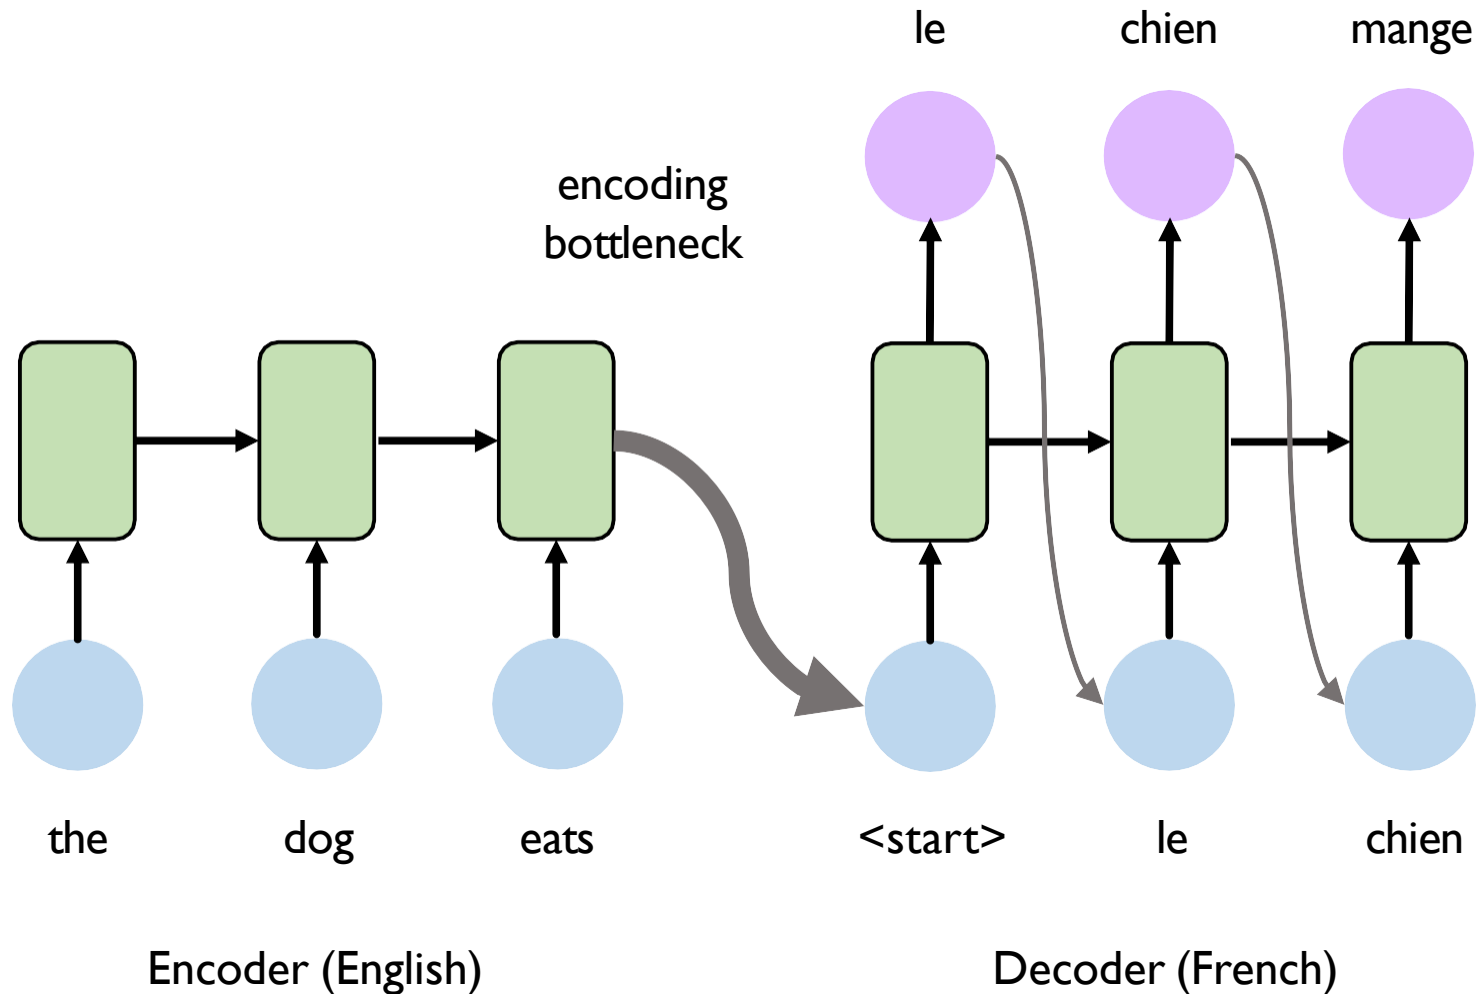 le chien mange
encoding
bottleneck
the dog eats <start> le chien
Encoder (English) Decoder (French)